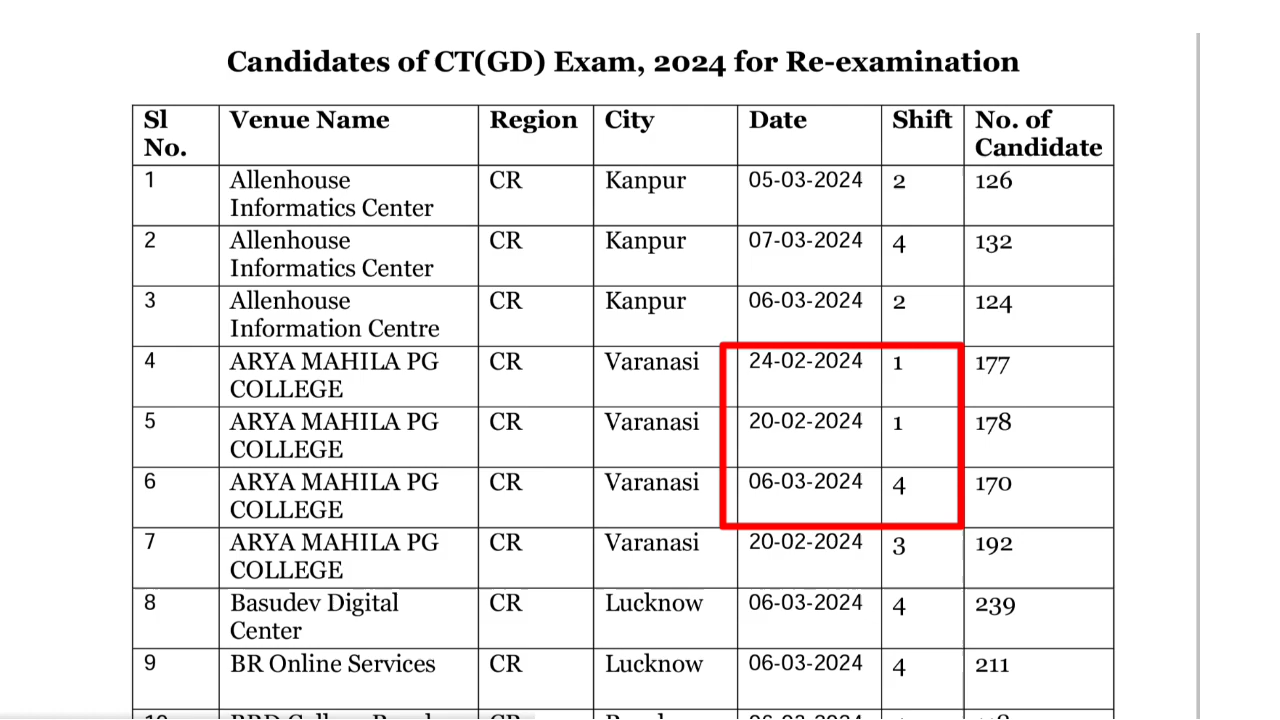 Candidates of CT(GD) Exam, 2024 for Re-examination
Sl No. Venue Name Region City Date Shift No. of Candidate
1 Allenhouse Informatics Center CR Kanpur 05-03-2024 2 126
2 Allenhouse Informatics Center CR Kanpur 07-03-2024 4 132
3 Allenhouse Information Centre CR Kanpur 06-03-2024 2 124
4 ARYA MAHILA PG COLLEGE CR Varanasi 24-02-2024 1 177
5 ARYA MAHILA PG COLLEGE CR Varanasi 20-02-2024 1 178
6 ARYA MAHILA PG COLLEGE CR Varanasi 06-03-2024 4 170
7 ARYA MAHILA PG COLLEGE CR Varanasi 20-02-2024 3 192
8 Basudev Digital Center CR Lucknow 06-03-2024 4 239
9 BR Online Services CR Lucknow 06-03-2024 4 211